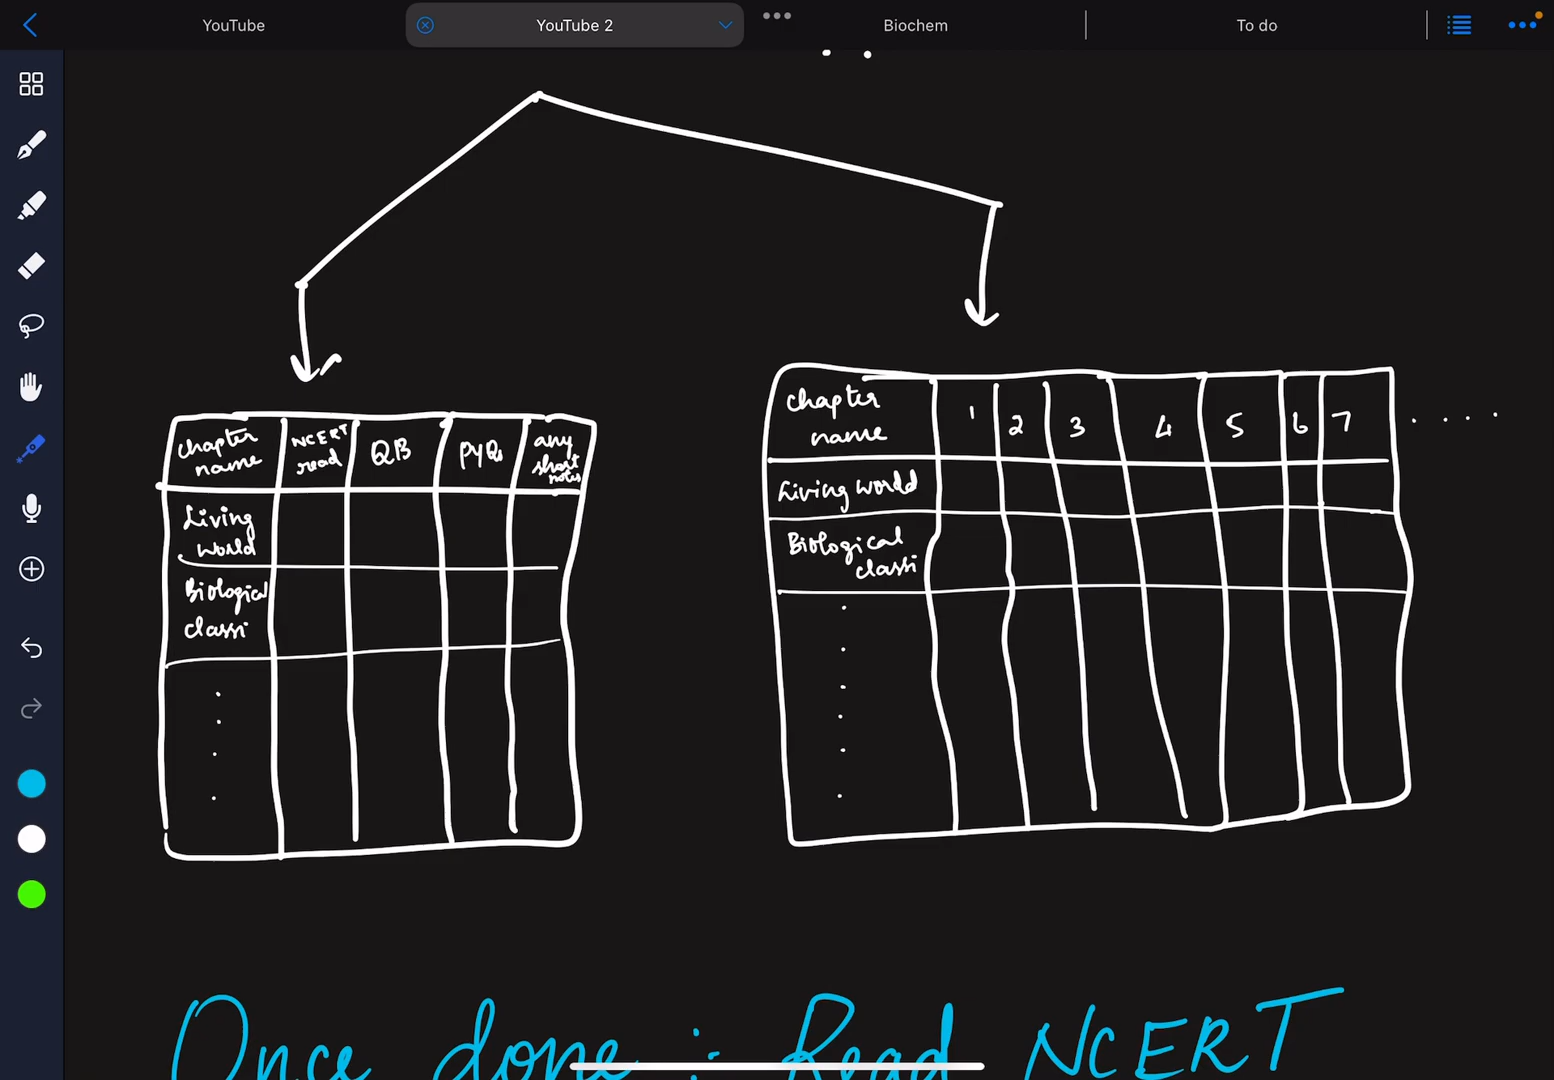 YouTube
YouTube 2
Biochem
To do
chapter name
NCERT read
QB
PYQs
any short notes
Living world
Biological classi
chapter name
1
2
3
4
5
6
7
Living world
Biological classi
Once done : Read NCERT